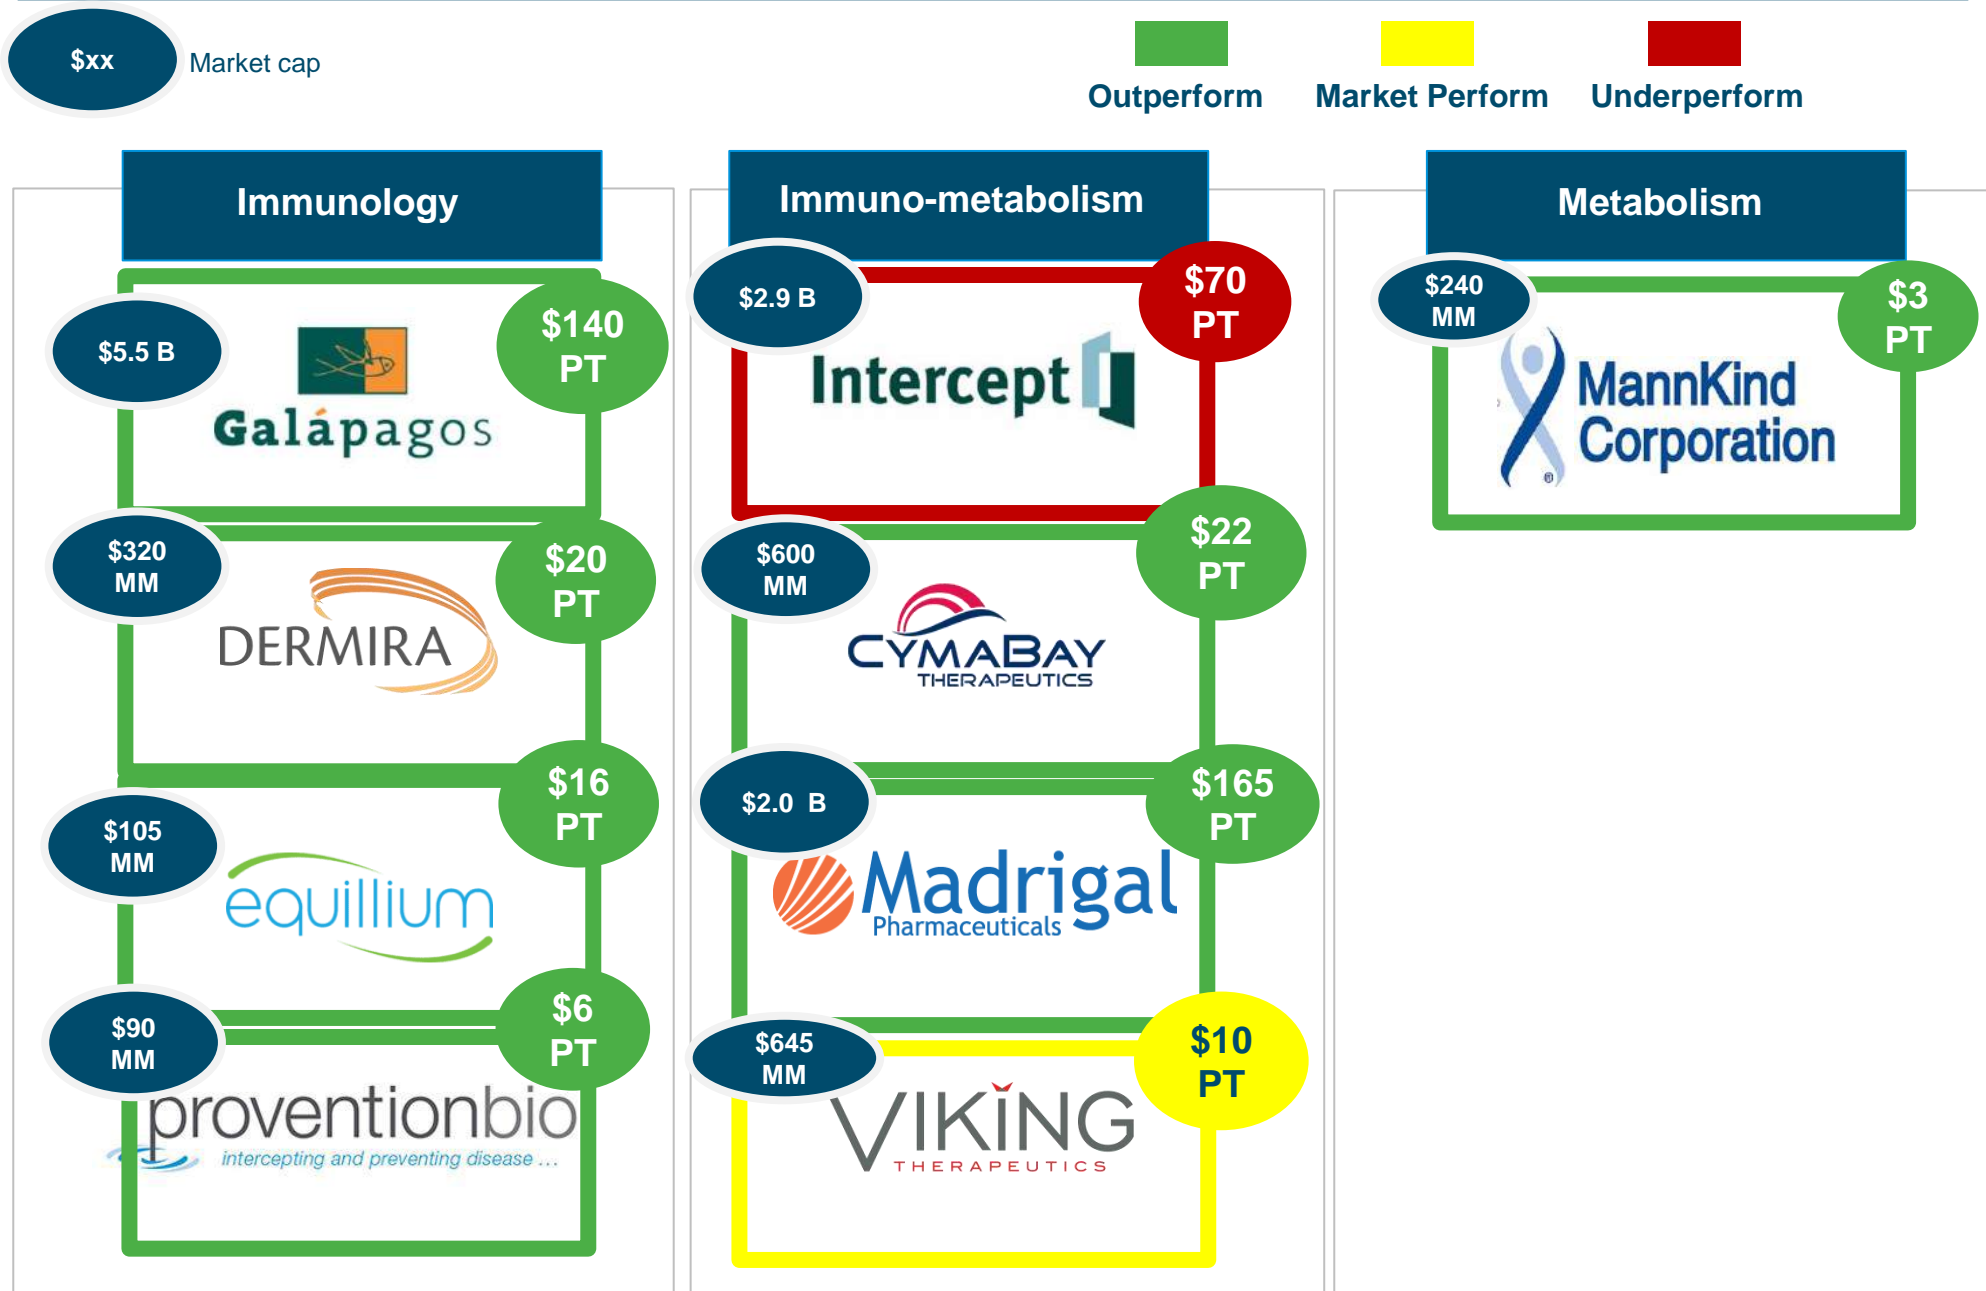 $xx
Market cap
Outperform
Market Perform
Underperform
Immunology
$5.5 B
$140
PT
Galápagos
$320
MM
$20
PT
DERMIRA
$105
MM
$16
PT
equillium
$90
MM
$6
PT
proventionbio
intercepting and preventing disease ...
Immuno-metabolism
$2.9 B
$70
PT
Intercept
$600
MM
$22
PT
CYMABAY
THERAPEUTICS
$2.0 B
$165
PT
Madrigal
Pharmaceuticals
$645
MM
$10
PT
VIKING
THERAPEUTICS
Metabolism
$240
MM
$3
PT
MannKind
Corporation
®